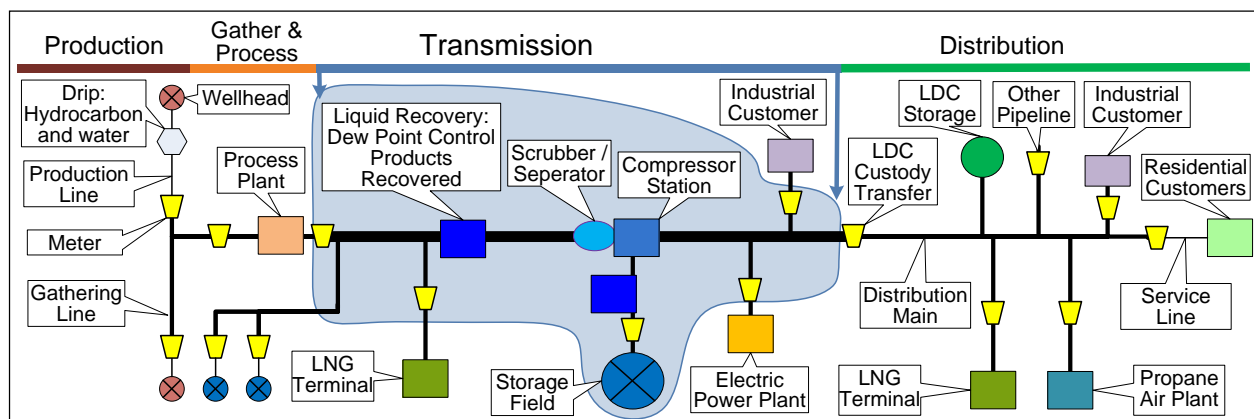 Production
Gather &
Process
Transmission
Distribution
Drip:
Hydrocarbon
and water
Wellhead
Production
Line
Meter
Gathering
Line
Process
Plant
Liquid Recovery:
Dew Point Control
Products
Recovered
Scrubber /
Seperator
Compressor
Station
Industrial
Customer
LDC
Custody
Transfer
LDC
Storage
Other
Pipeline
Industrial
Customer
Residential
Customers
LNG
Terminal
Storage
Field
Electric
Power Plant
Distribution
Main
LNG
Terminal
Propane
Air Plant
Service
Line